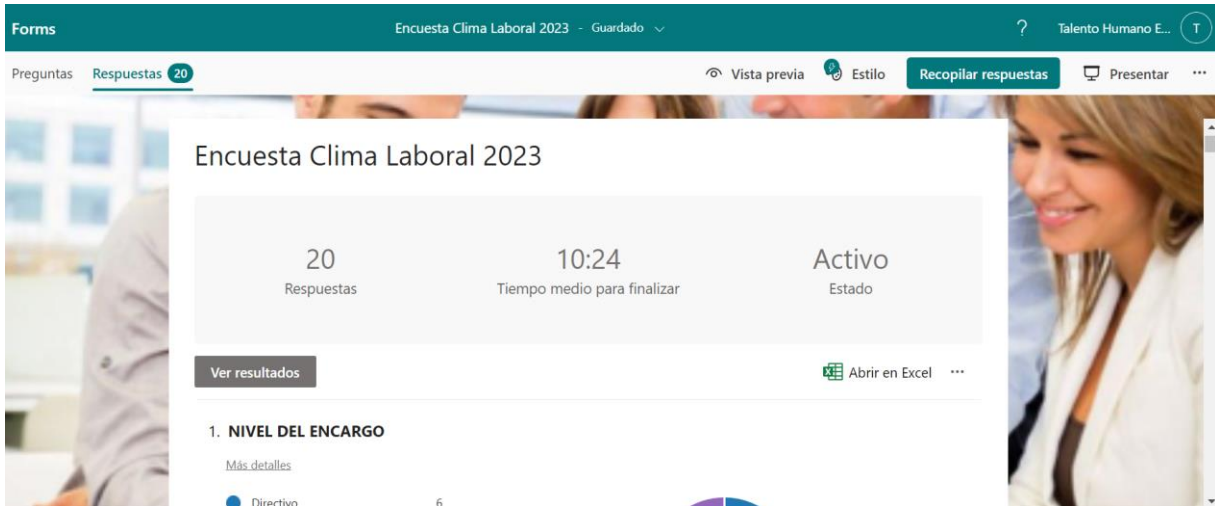 Forms
Encuesta Clima Laboral 2023 - Guardado
? Talento Humano E... T
Preguntas Respuestas 20
Vista previa Estilo Recopilar respuestas Presentar ...
Encuesta Clima Laboral 2023
20 10:24 Activo
Respuestas Tiempo medio para finalizar Estado
Ver resultados Abrir en Excel ...
1. NIVEL DEL ENCARGO
Más detalles
Directivo 6